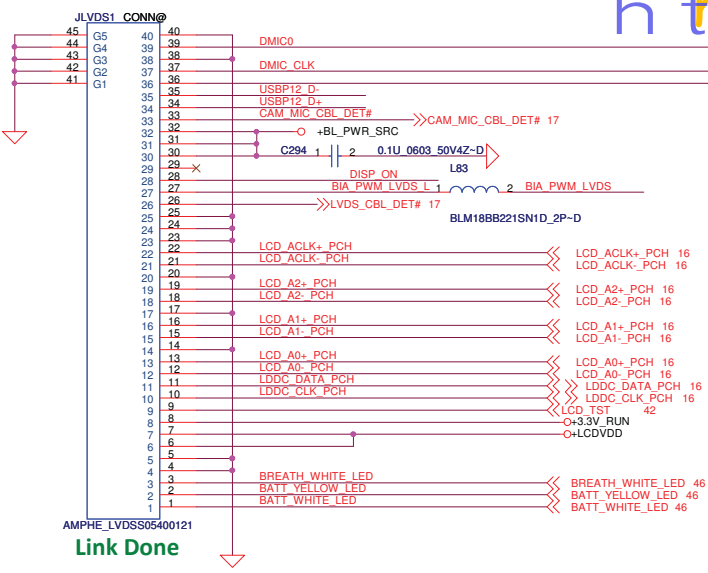 h t
JLVDS1 CONN@
45 G5 40 40
44 G4 39 39 DMIC0
43 G3 38 38
42 G2 37 37 DMIC_CLK
41 G1 36 36
35 35 USBP12_D-
34 34 USBP12_D+
33 33 CAM_MIC_CBL_DET# CAM_MIC_CBL_DET# 17
32 32 +BL_PWR_SRC
31 31
30 30 C294 1 2 0.1U_0603_50V4Z~D
29 29 L83
28 28 DISP_ON
27 27 BIA_PWM_LVDS_L 1 2 BIA_PWM_LVDS
26 26 LVDS_CBL_DET# 17 BLM18BB221SN1D_2P~D
25 25
24 24
23 23
22 22 LCD_ACLK+_PCH LCD_ACLK+_PCH 16
21 21 LCD_ACLK-_PCH LCD_ACLK-_PCH 16
20 20
19 19 LCD_A2+_PCH LCD_A2+_PCH 16
18 18 LCD_A2-_PCH LCD_A2-_PCH 16
17 17
16 16 LCD_A1+_PCH LCD_A1+_PCH 16
15 15 LCD_A1-_PCH LCD_A1-_PCH 16
14 14
13 13 LCD_A0+_PCH LCD_A0+_PCH 16
12 12 LCD_A0-_PCH LCD_A0-_PCH 16
11 11 LDDC_DATA_PCH LDDC_DATA_PCH 16
10 10 LDDC_CLK_PCH LDDC_CLK_PCH 16
9 9 LCD_TST 42
8 8 +3.3V_RUN
7 7 +LCDVDD
6 6
5 5
4 4
3 3 BREATH_WHITE_LED BREATH_WHITE_LED 46
2 2 BATT_YELLOW_LED BATT_YELLOW_LED 46
1 1 BATT_WHITE_LED BATT_WHITE_LED 46
AMPHE_LVDSS05400121
Link Done